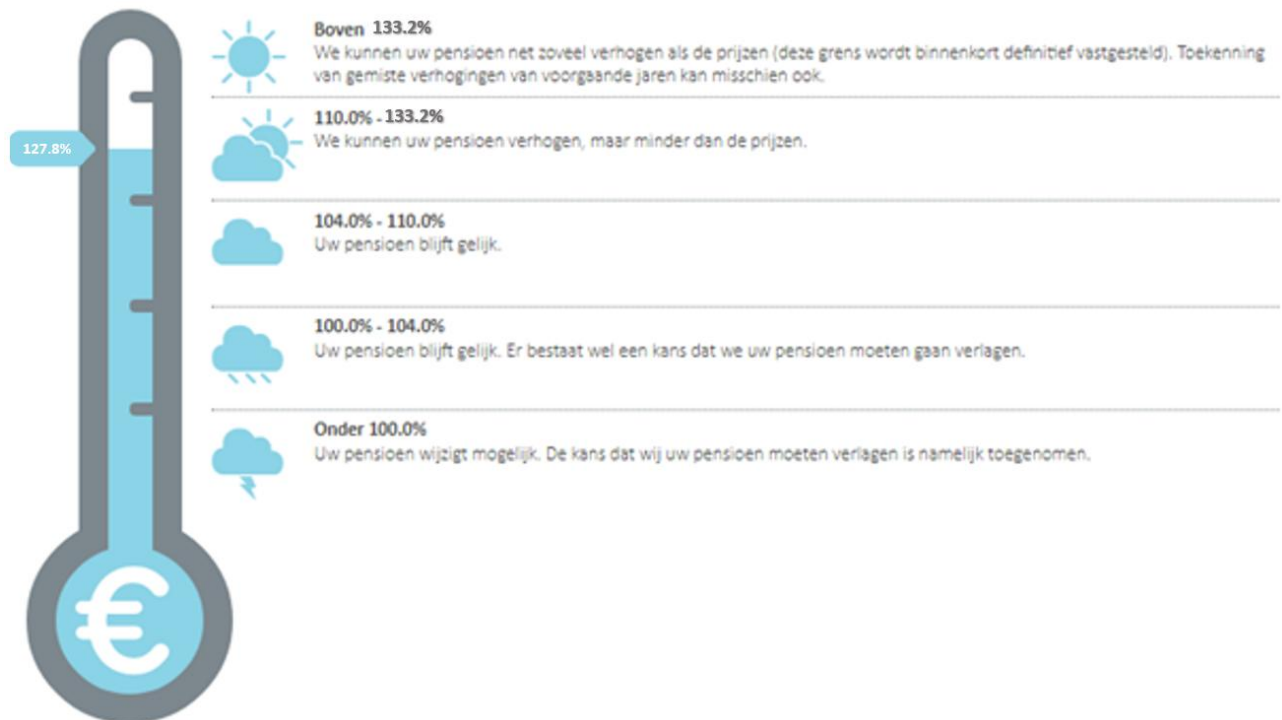 Boven 133.2%
We kunnen uw pensioen net zoveel verhogen als de prijzen (deze grens wordt binnenkort definitief vastgesteld). Toekenning
van gemiste verhogingen van voorgaande jaren kan misschien ook.
110.0% - 133.2%
We kunnen uw pensioen verhogen, maar minder dan de prijzen.
127.8%
104.0% - 110.0%
Uw pensioen blijft gelijk.
100.0% - 104.0%
Uw pensioen blijft gelijk. Er bestaat wel een kans dat we uw pensioen moeten gaan verlagen.
Onder 100.0%
Uw pensioen wijzigt mogelijk. De kans dat wij uw pensioen moeten verlagen is namelijk toegenomen.
€